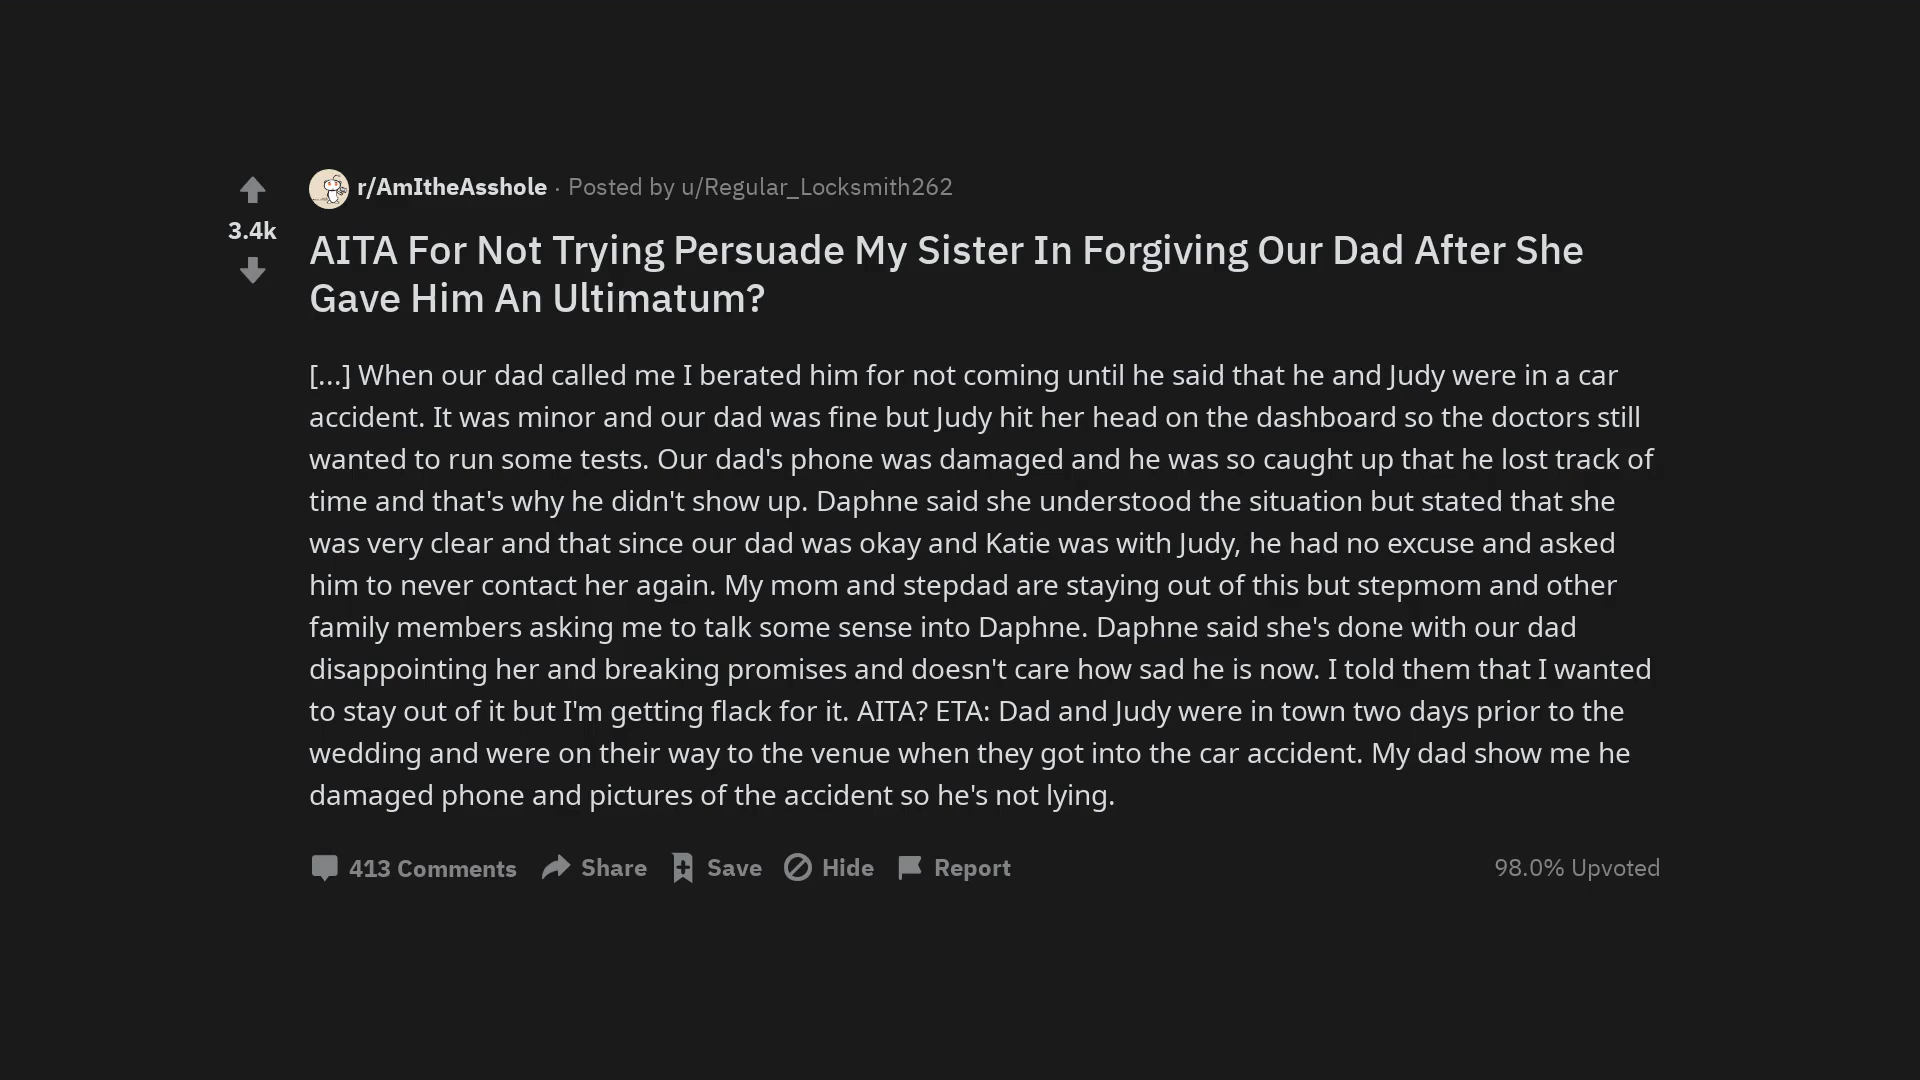 r/AmItheAsshole · Posted by u/Regular_Locksmith262
3.4k
AITA For Not Trying Persuade My Sister In Forgiving Our Dad After She
Gave Him An Ultimatum?
[...] When our dad called me I berated him for not coming until he said that he and Judy were in a car
accident. It was minor and our dad was fine but Judy hit her head on the dashboard so the doctors still
wanted to run some tests. Our dad's phone was damaged and he was so caught up that he lost track of
time and that's why he didn't show up. Daphne said she understood the situation but stated that she
was very clear and that since our dad was okay and Katie was with Judy, he had no excuse and asked
him to never contact her again. My mom and stepdad are staying out of this but stepmom and other
family members asking me to talk some sense into Daphne. Daphne said she's done with our dad
disappointing her and breaking promises and doesn't care how sad he is now. I told them that I wanted
to stay out of it but I'm getting flack for it. AITA? ETA: Dad and Judy were in town two days prior to the
wedding and were on their way to the venue when they got into the car accident. My dad show me he
damaged phone and pictures of the accident so he's not lying.
413 Comments Share Save Hide Report 98.0% Upvoted